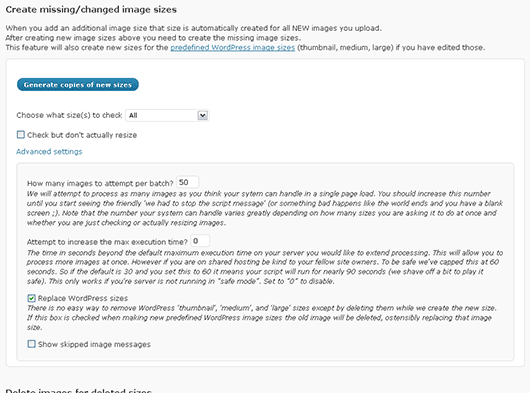 Create missing/changed image sizes
When you add an additional image size that size is automatically created for all NEW images you upload.
After creating new image sizes above you need to create the missing image sizes.
This feature will also create new sizes for the predefined WordPress image sizes (thumbnail, medium, large) if you have edited those.
Generate copies of new sizes
Choose what size(s) to check All
Check but don't actually resize
Advanced settings
How many images to attempt per batch? 50
We will attempt to process as many images as you think your sytem can handle in a single page load. You should increase this number
until you start seeing the friendly 'we had to stop the script message' (or something bad happens like the world ends and you have a blank
screen ;). Note that the number your system can handle varies greatly depending on how many sizes you are asking it to do at once and
whether you are just checking or actually resizing images.
Attempt to increase the max execution time? 0
The time in seconds beyond the default maximum execution time on your server you would like to extend processing. This will allow you to
process more images at once. However if you are on shared hosting be kind to your fellow site owners. To be safe we've capped this at 60
seconds. So if the default is 30 and you set this to 60 it means your script will run for nearly 90 seconds (we shave off a bit to play it
safe). This only works if you're server is not running in "safe mode". Set to "0" to disable.
Replace WordPress sizes
There is no easy way to remove WordPress 'thumbnail', 'medium', and 'large' sizes except by deleting them while we create the new size.
If this box is checked when making new predefined WordPress image sizes the old image will be deleted, ostensibly replacing that image
size.
Show skipped image messages
Delete images for deleted sizes